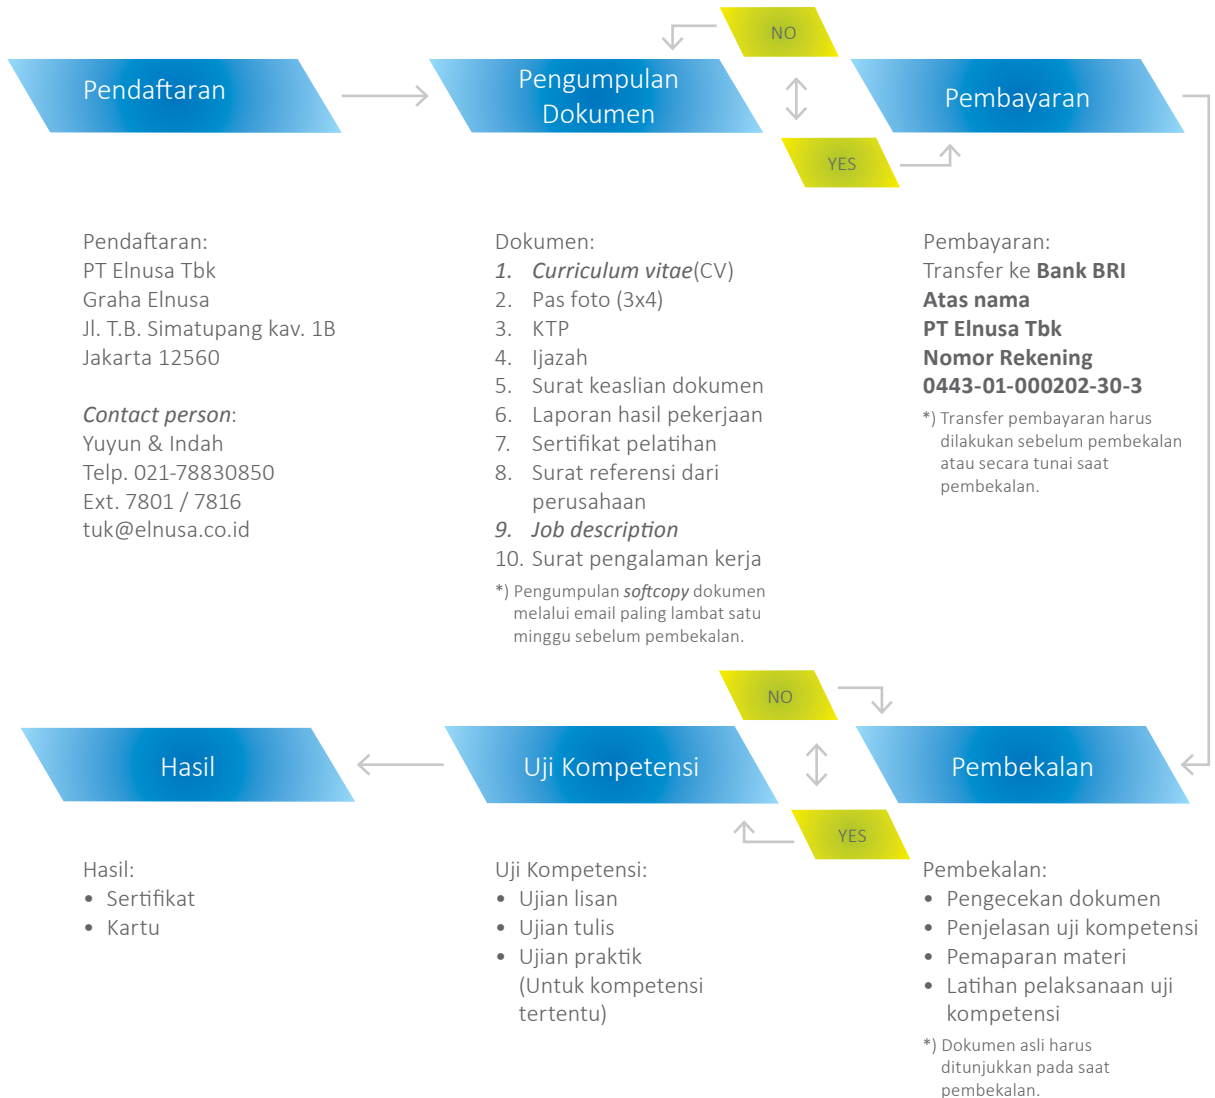 NO
Pendaftaran
Pengumpulan
Dokumen
Pembayaran
YES
Pendaftaran:
PT Elnusa Tbk
Graha Elnusa
Jl. T.B. Simatupang kav. 1B
Jakarta 12560
Contact person:
Yuyun & Indah
Telp. 021-78830850
Ext. 7801 / 7816
tuk@elnusa.co.id
Dokumen:
1. Curriculum vitae(CV)
2. Pas foto (3x4)
3. KTP
4. Ijazah
5. Surat keaslian dokumen
6. Laporan hasil pekerjaan
7. Sertifikat pelatihan
8. Surat referensi dari
perusahaan
9. Job description
10. Surat pengalaman kerja
*) Pengumpulan softcopy dokumen
melalui email paling lambat satu
minggu sebelum pembekalan.
Pembayaran:
Transfer ke Bank BRI
Atas nama
PT Elnusa Tbk
Nomor Rekening
0443-01-000202-30-3
*) Transfer pembayaran harus
dilakukan sebelum pembekalan
atau secara tunai saat
pembekalan.
NO
Hasil
Uji Kompetensi
Pembekalan
YES
Hasil:
• Sertifikat
• Kartu
Uji Kompetensi:
• Ujian lisan
• Ujian tulis
• Ujian praktik
(Untuk kompetensi
tertentu)
Pembekalan:
• Pengecekan dokumen
• Penjelasan uji kompetensi
• Pemaparan materi
• Latihan pelaksanaan uji
kompetensi
*) Dokumen asli harus
ditunjukkan pada saat
pembekalan.